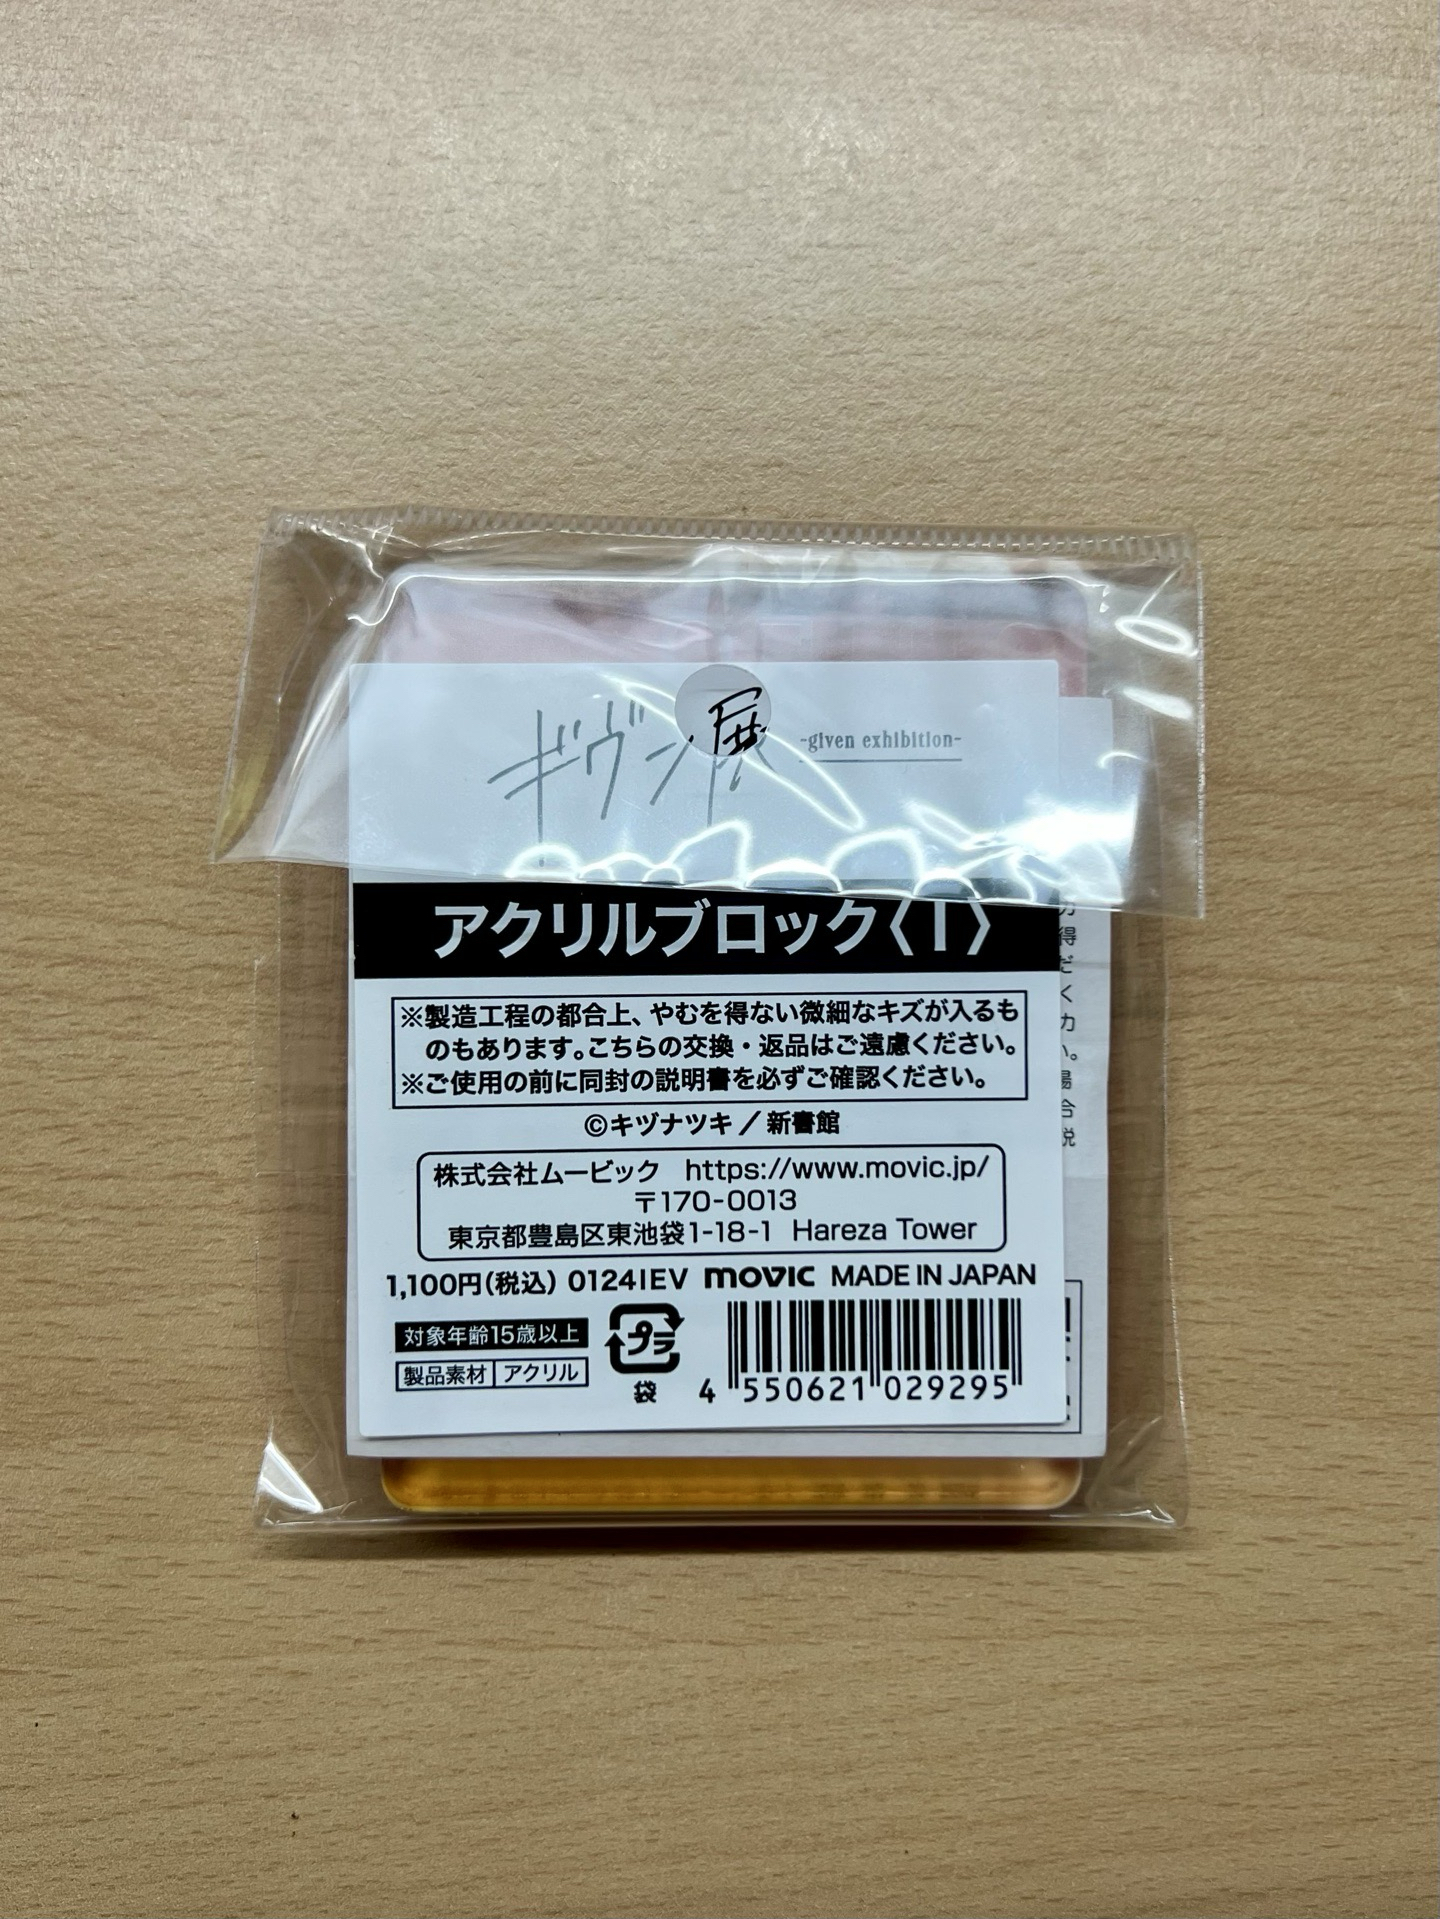 ギヴン展 -given exhibition-
アクリルブロック〈I〉
※製造工程の都合上、やむを得ない微細なキズが入るも
のもあります。こちらの交換・返品はご遠慮ください。
※ご使用の前に同封の説明書を必ずご確認ください。
©キヅナツキ／新書館
株式会社ムービック https://www.movic.jp/
〒170-0013
東京都豊島区東池袋1-18-1 Hareza Tower
1,100円(税込) 0124IEV movic MADE IN JAPAN
対象年齢15歳以上
製品素材 アクリル
プラ
袋
4 550621 029295
得
だ
く
カ
い。
場
合
説